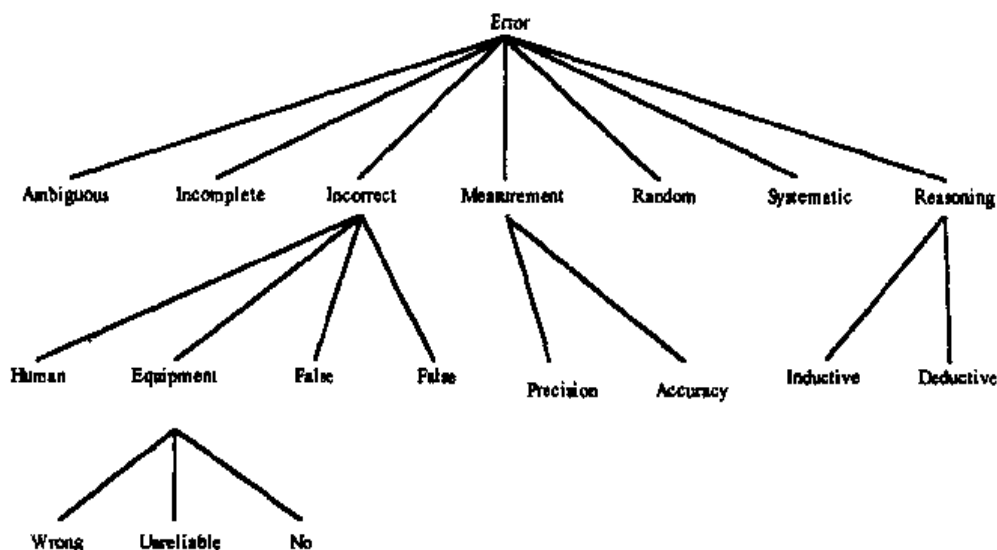 Error
Ambiguous Incomplete Incorrect Measurement Random Systematic Reasoning
Human Equipment False False Precision Accuracy Inductive Deductive
Wrong Unreliable No